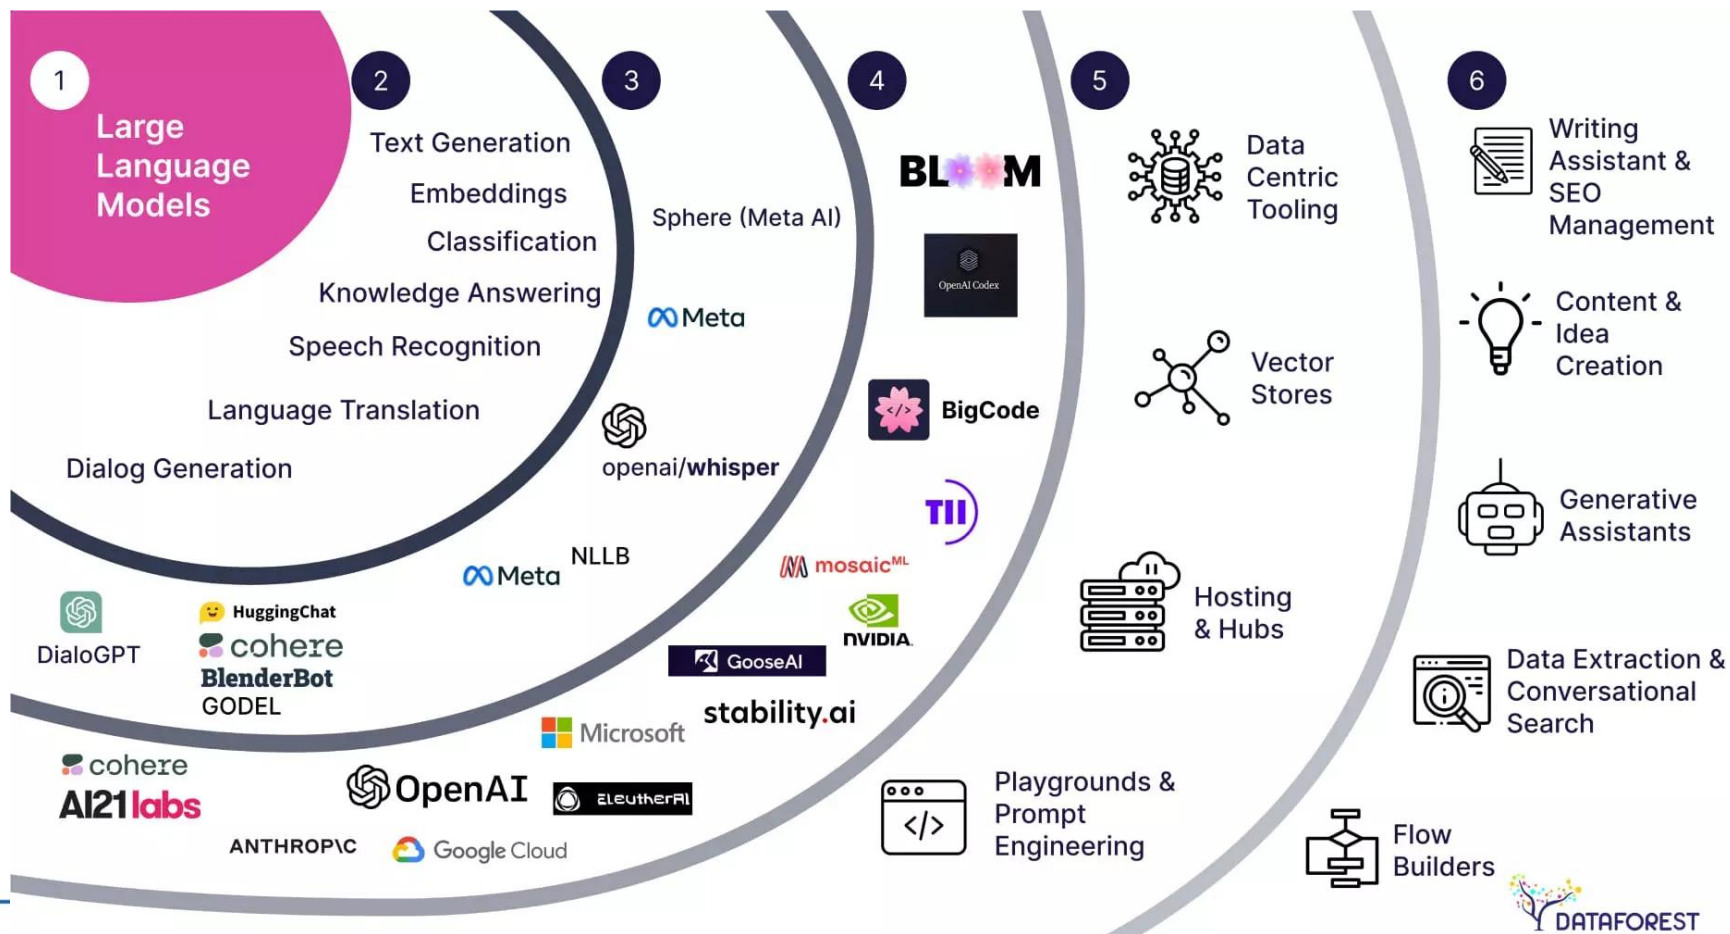 1
Large
Language
Models
2
Text Generation
Embeddings
Classification
Knowledge Answering
Speech Recognition
Language Translation
Dialog Generation
3
Sphere (Meta AI)
Meta
openai/whisper
Meta
NLLB
DialoGPT
HuggingChat
cohere
BlenderBot
GODEL
4
BLOOM
OpenAI Codex
</>
BigCode
TII
mosaicML
NVIDIA.
GooseAI
stability.ai
Microsoft
OpenAI
EleutherAI
cohere
AI21labs
ANTHROP\C
Google Cloud
5
Data
Centric
Tooling
Vector
Stores
Hosting
& Hubs
</>
Playgrounds &
Prompt
Engineering
6
Writing
Assistant &
SEO
Management
Content &
Idea
Creation
Generative
Assistants
Data Extraction &
Conversational
Search
Flow
Builders
DATAFOREST